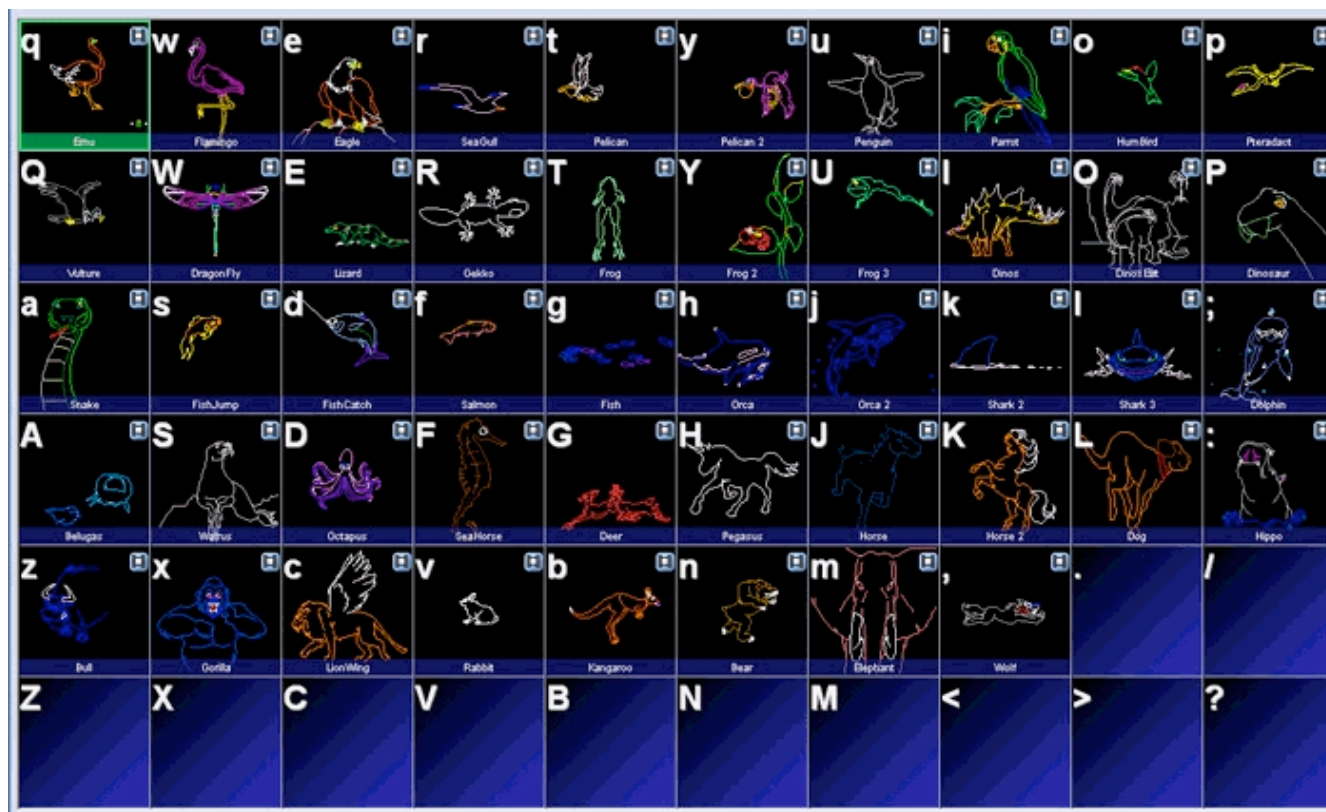 q w e r t y u i o p
Emu Flamingo Eagle SeaGull Pelican Pelican 2 Penguin Parrot HumBird Pteradact
Q W E R T Y U I O P
Vulture DragonFly Lizard Gekko Frog Frog 2 Frog 3 Dinos Dinos Eat Dinosaur
a s d f g h j k l ;
Snake FishJump FishCatch Salmon Fish Orca Orca 2 Shark 2 Shark 3 Dolphin
A S D F G H J K L :
Belugas Walrus Octapus SeaHorse Deer Pegasus Horse Horse 2 Dog Hippo
z x c v b n m , . /
Bull Gorilla LionWing Rabbit Kangaroo Bear Elephant Wolf
Z X C V B N M < > ?